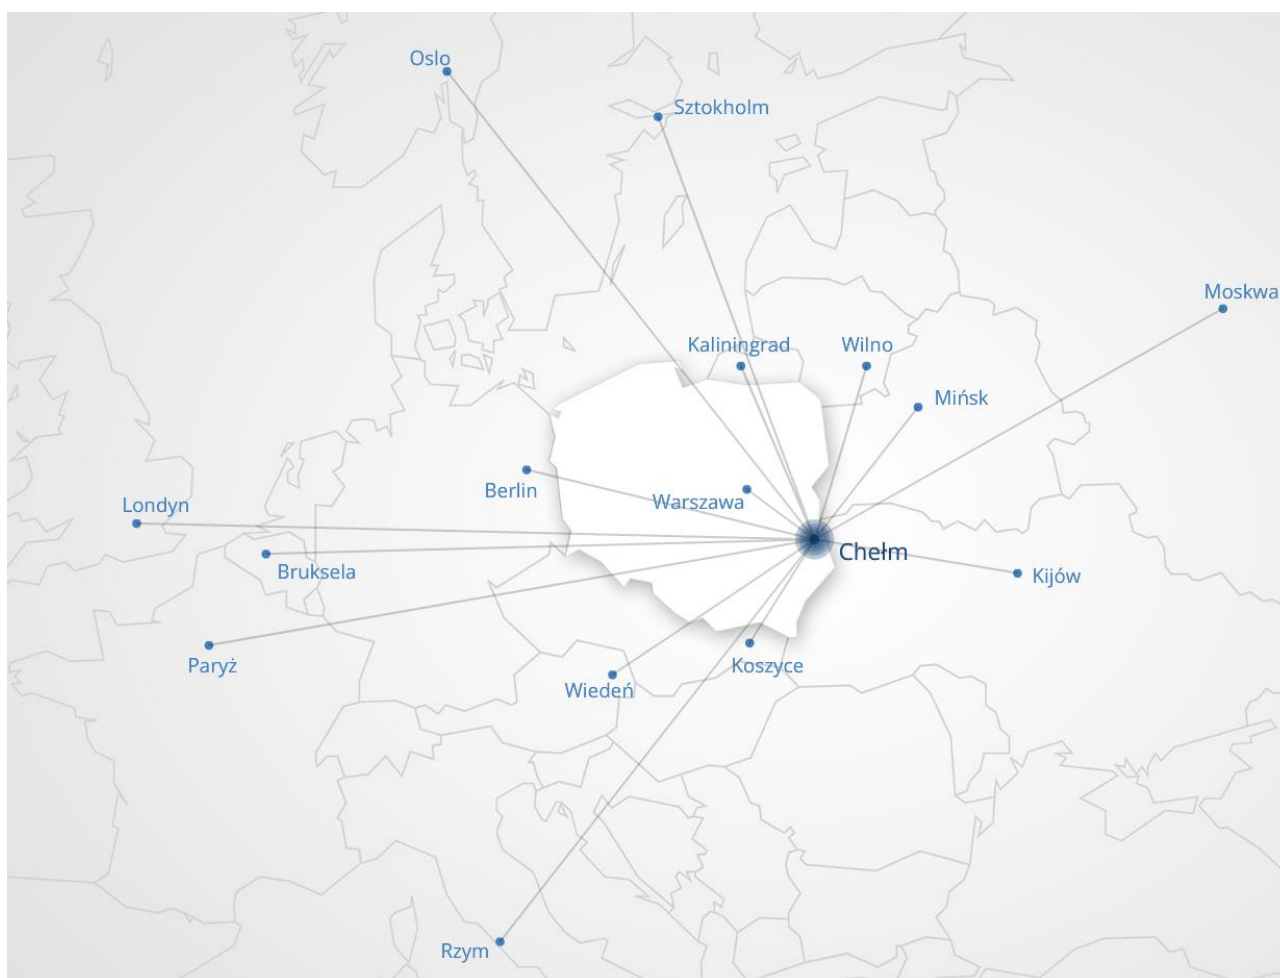 Oslo
Sztokholm
Moskwa
Kaliningrad
Wilno
Mińsk
Berlin
Warszawa
Londyn
Chełm
Bruksela
Kijów
Paryż
Koszyce
Wiedeń
Rzym